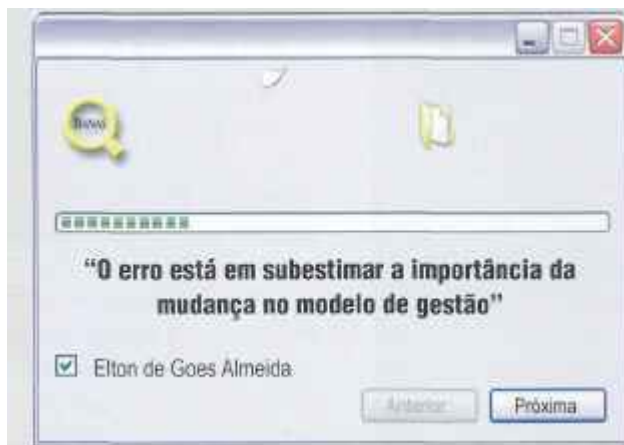 “O erro está em subestimar a importância da
mudança no modelo de gestão”
Elton de Goes Almeida
Anterior
Próxima